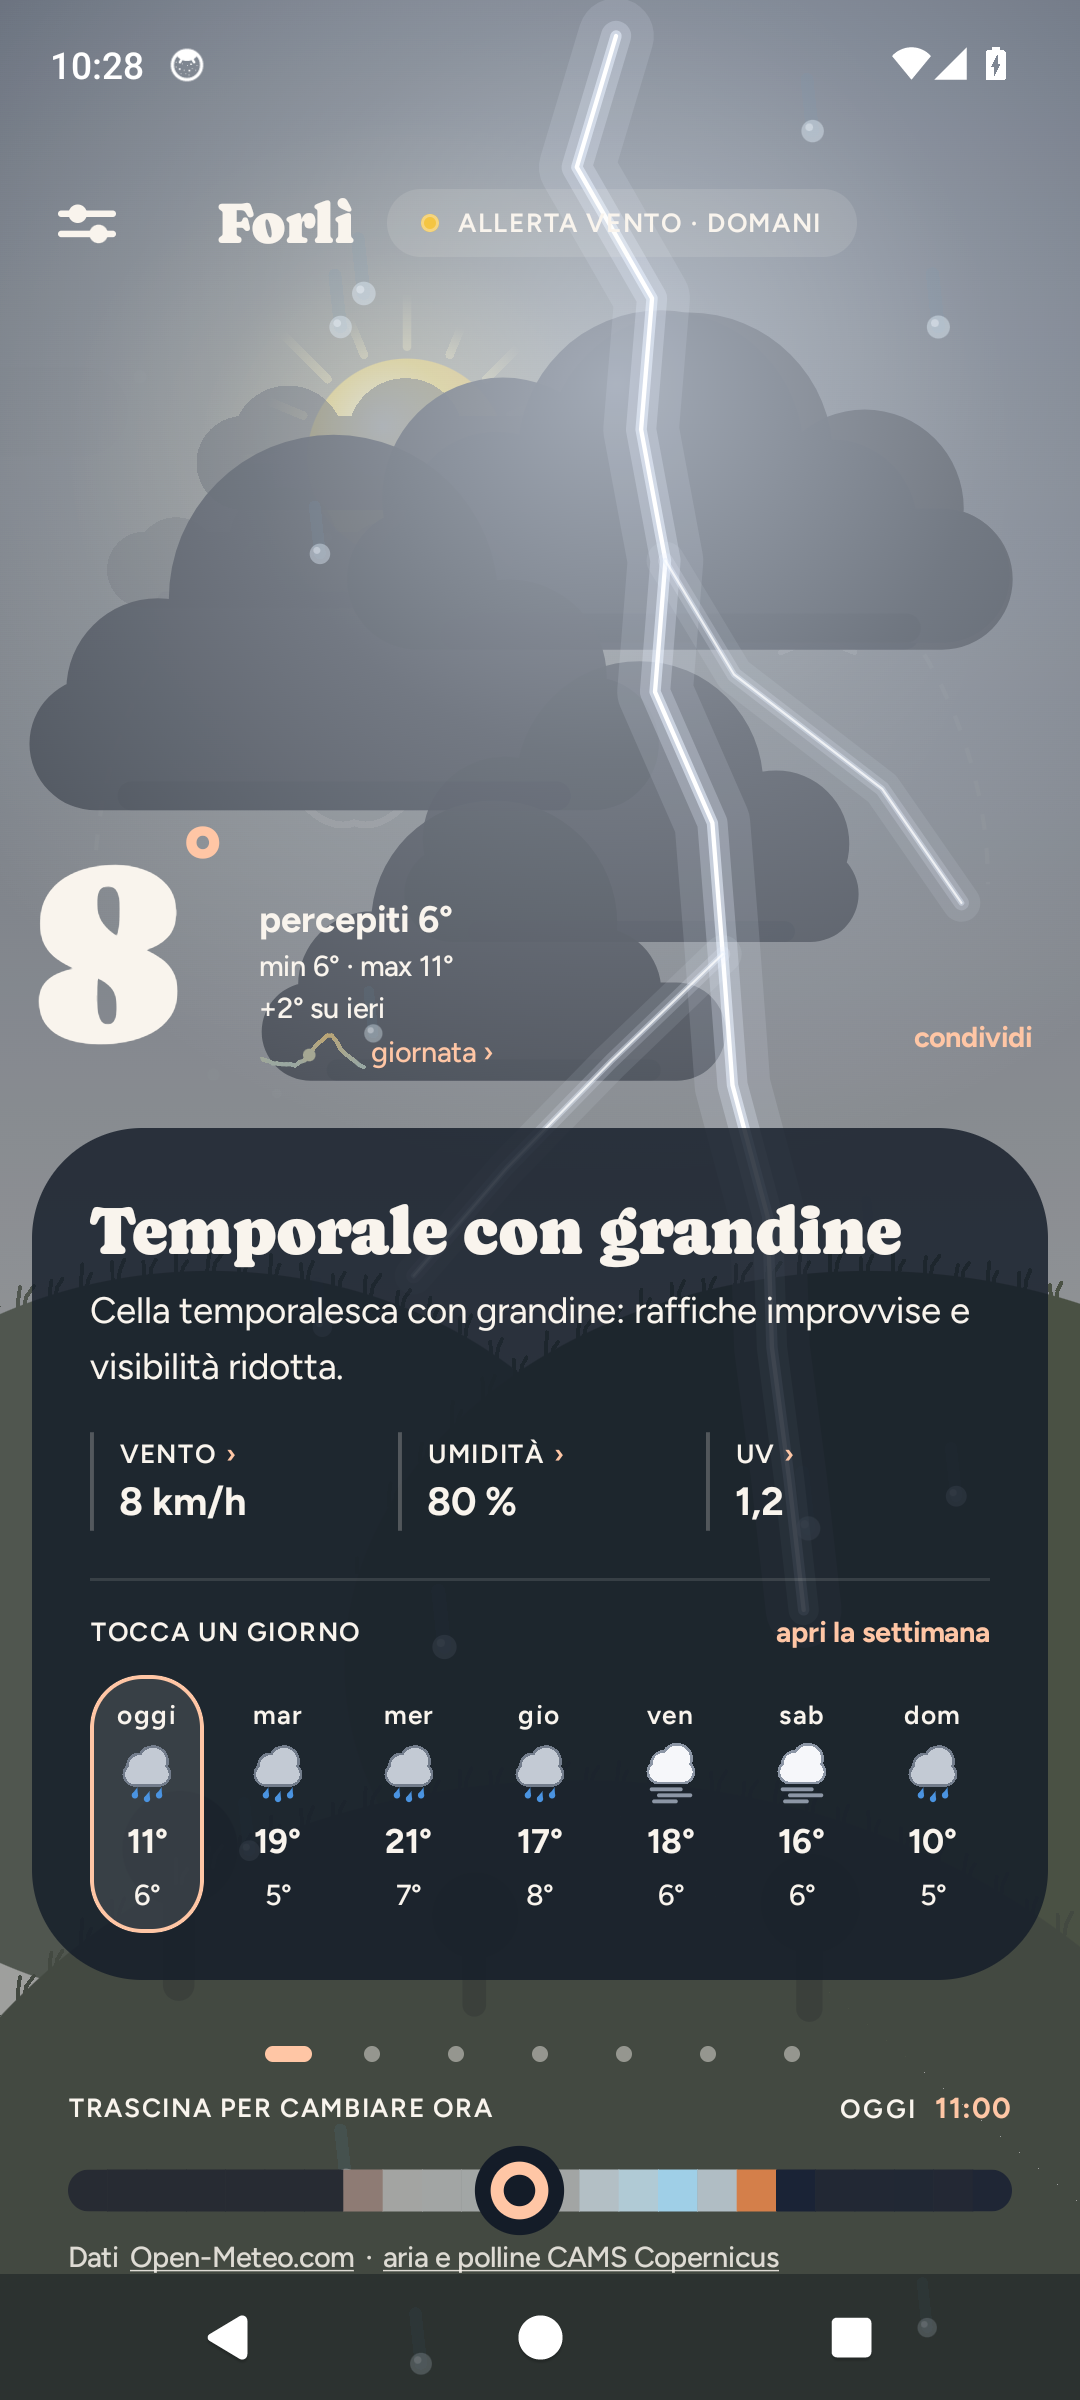 10:28
Forlì
ALLERTA VENTO · DOMANI
8°
percepiti 6°
min 6° · max 11°
+2° su ieri
giornata ›
condividi
Temporale con grandine
Cella temporalesca con grandine: raffiche improvvise e
visibilità ridotta.
VENTO › UMIDITÀ › UV ›
8 km/h 80 % 1,2
TOCCA UN GIORNO apri la settimana
oggi mar mer gio ven sab dom
11° 19° 21° 17° 18° 16° 10°
6° 5° 7° 8° 6° 6° 5°
TRASCINA PER CAMBIARE ORA OGGI 11:00
Dati Open-Meteo.com · aria e polline CAMS Copernicus